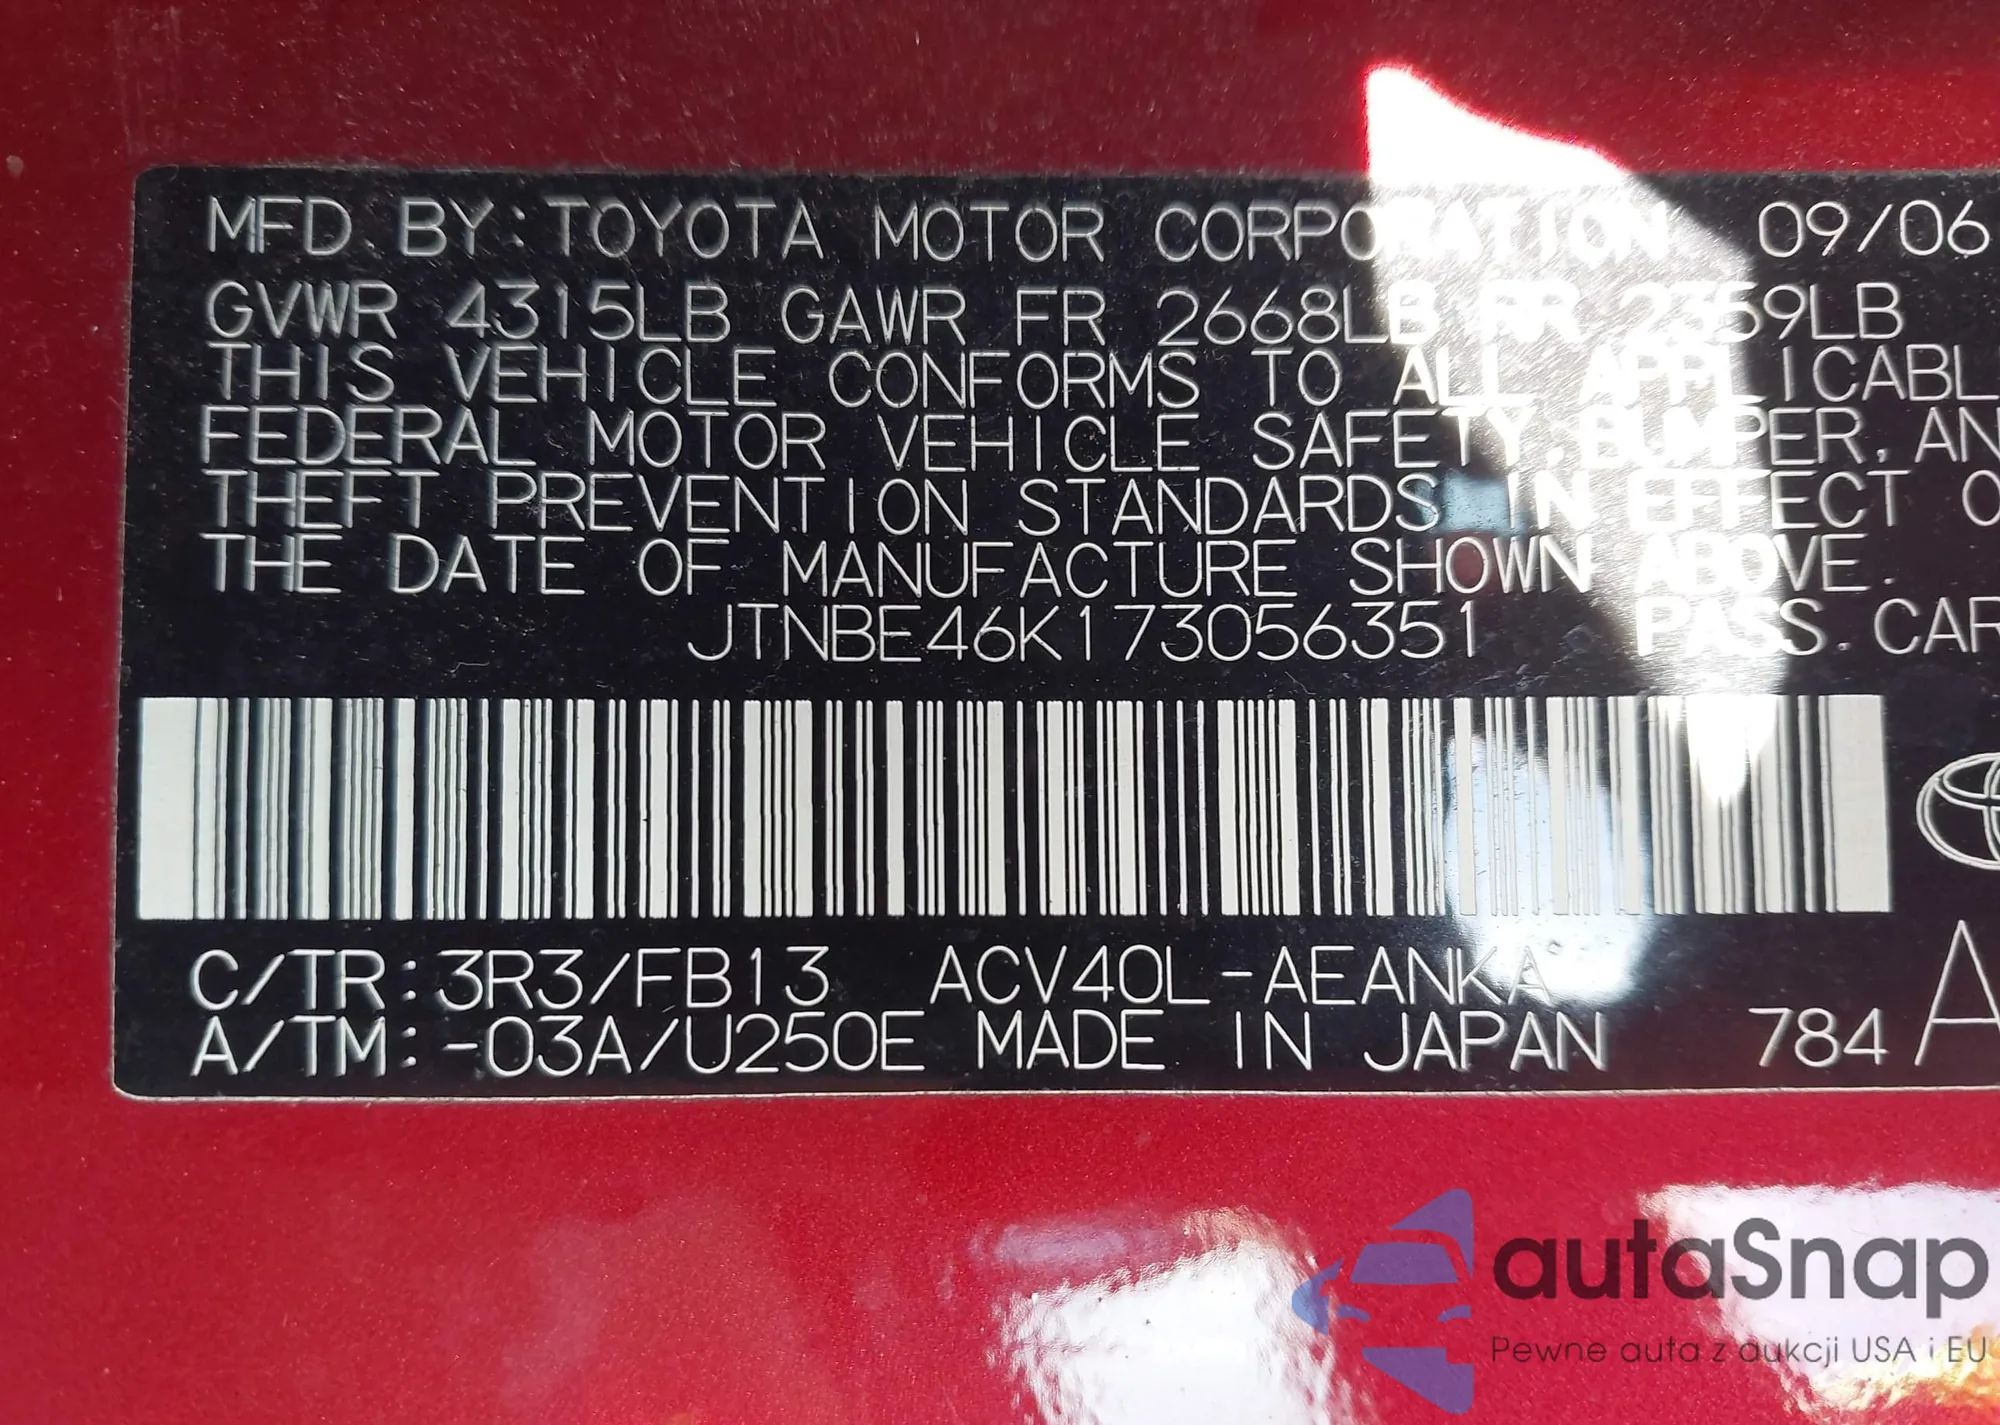 MFD. BY: TOYOTA MOTOR CORPORATION 09/06
GVWR 4315LB GAWR FR 2668LB RR 2359LB
THIS VEHICLE CONFORMS TO ALL APPLICABL
FEDERAL MOTOR VEHICLE SAFETY, BUMPER, AN
THEFT PREVENTION STANDARDS IN EFFECT O
THE DATE OF MANUFACTURE SHOWN ABOVE.
JTNBE46K173056351 PASS. CAR
C/TR: 3R3/FB13 ACV40L-AEANKA
A/TM: -03A/U250E MADE IN JAPAN 784 A
autaSnap
Pewne auta z aukcji USA i EU